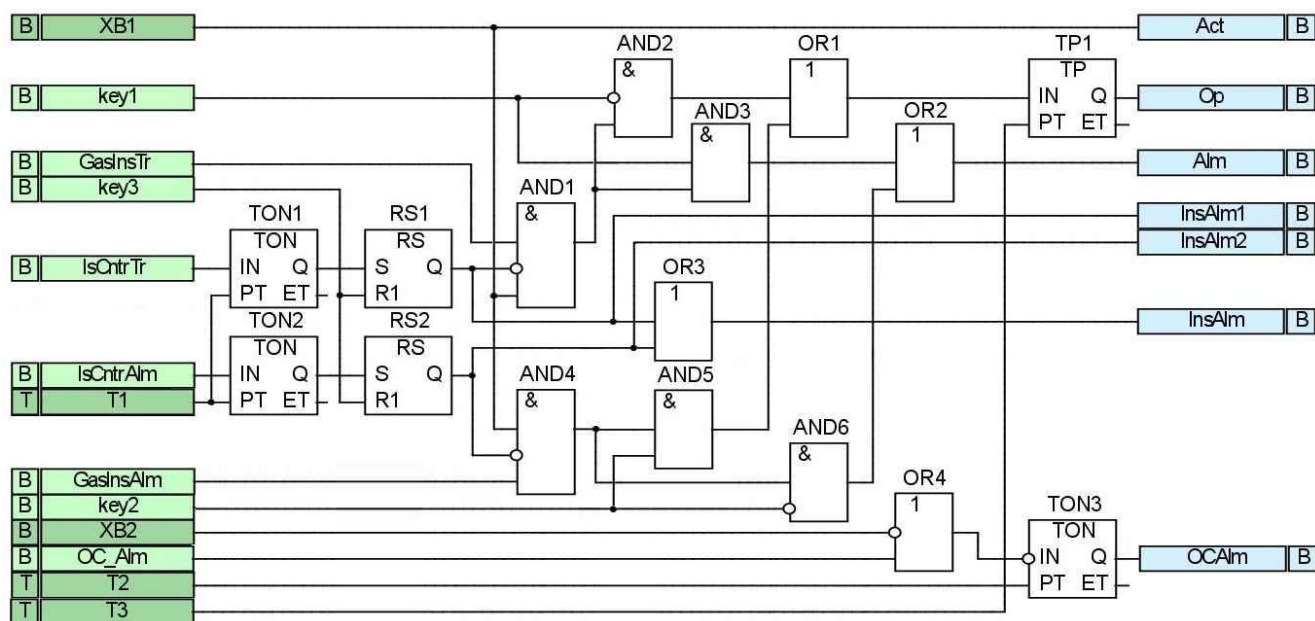 B XB1 Act B
AND2 OR1 TP1
& 1 TP
B key1 IN Q Op B
AND3 OR2 PT ET
& 1
B GasInsTr Alm B
B key3 AND1
&
TON1 RS1 InsAlm1 B
TON RS InsAlm2 B
B IsCntrTr IN Q S Q OR3
PT ET R1 1
TON2 RS2 InsAlm B
TON RS
B IsCntrAlm IN Q S Q AND4 AND5
T T1 PT ET R1 & &
AND6
&
B GasInsAlm OR4
B key2 1 TON3
B XB2 TON
B OC_Alm IN Q OCAlm B
T T2 PT ET
T T3